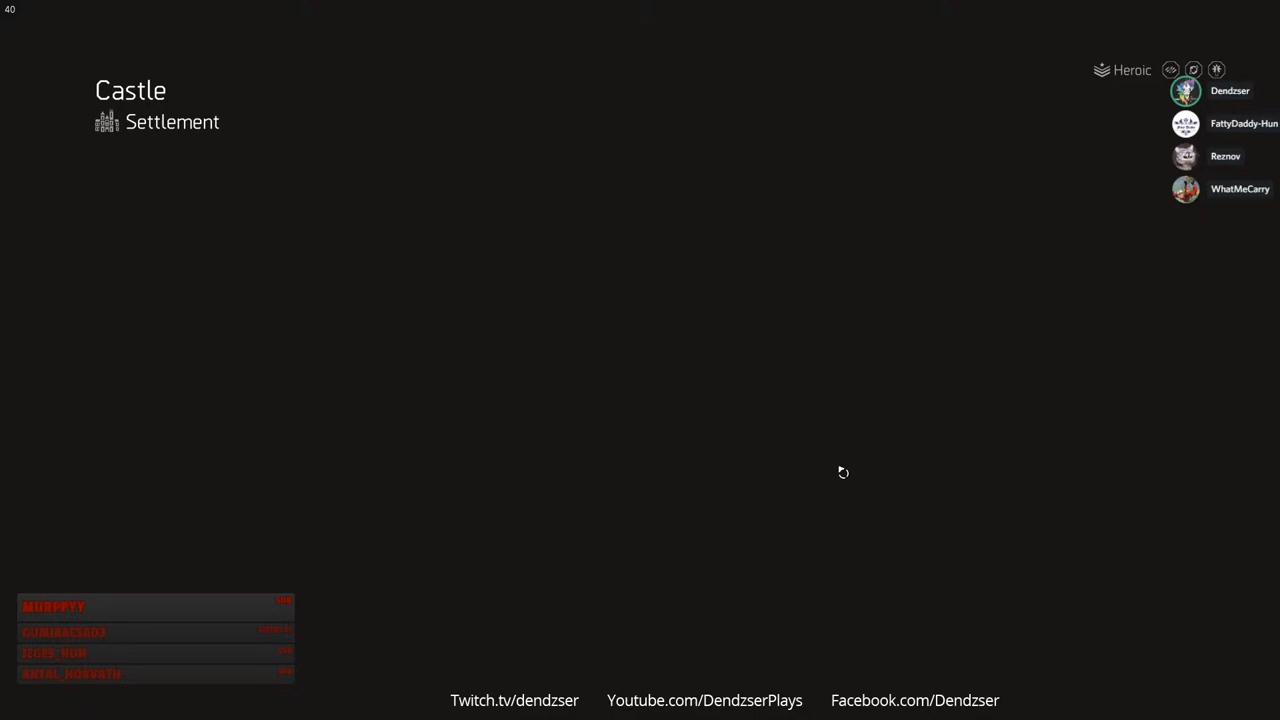 40
Castle
Settlement
Heroic
Dendzser
FattyDaddy-Hun
Reznov
WhatMeCarry
MURPPYY
ANTAL_HORVATH
Twitch.tv/dendzser
Youtube.com/DendzserPlays
Facebook.com/Dendzser